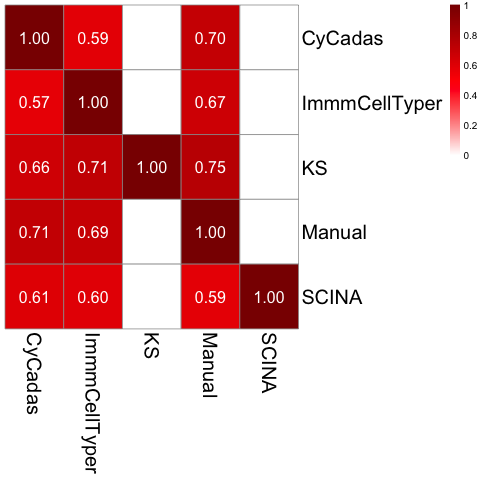 1.00 0.59 0.70 CyCadas
0.57 1.00 0.67 ImmmCellTyper
0.66 0.71 1.00 0.75 KS
0.71 0.69 1.00 Manual
0.61 0.60 0.59 1.00 SCINA
CyCadas ImmmCellTyper KS Manual SCINA
1
0.8
0.6
0.4
0.2
0